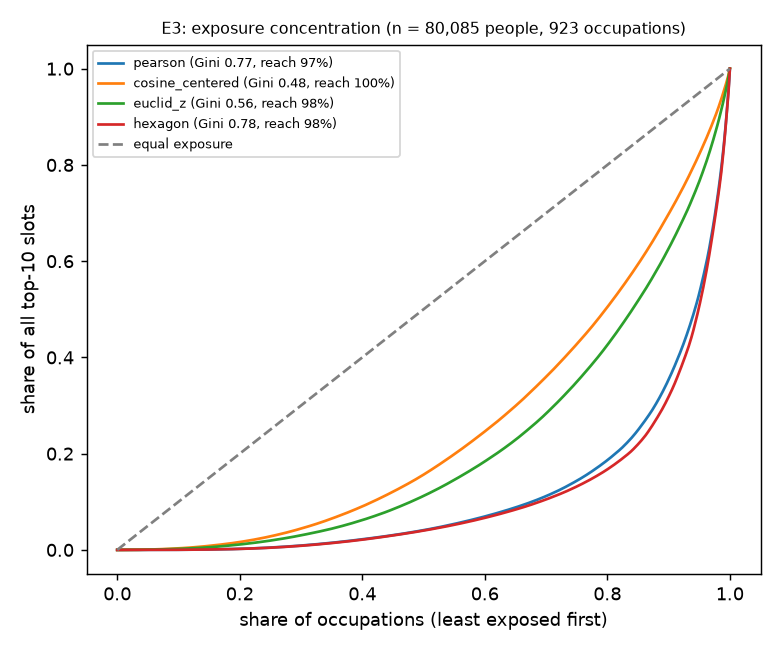 E3: exposure concentration (n = 80,085 people, 923 occupations)
pearson (Gini 0.77, reach 97%)
cosine_centered (Gini 0.48, reach 100%)
euclid_z (Gini 0.56, reach 98%)
hexagon (Gini 0.78, reach 98%)
equal exposure
1.0
0.8
0.6
0.4
0.2
0.0
share of all top-10 slots
0.0 0.2 0.4 0.6 0.8 1.0
share of occupations (least exposed first)